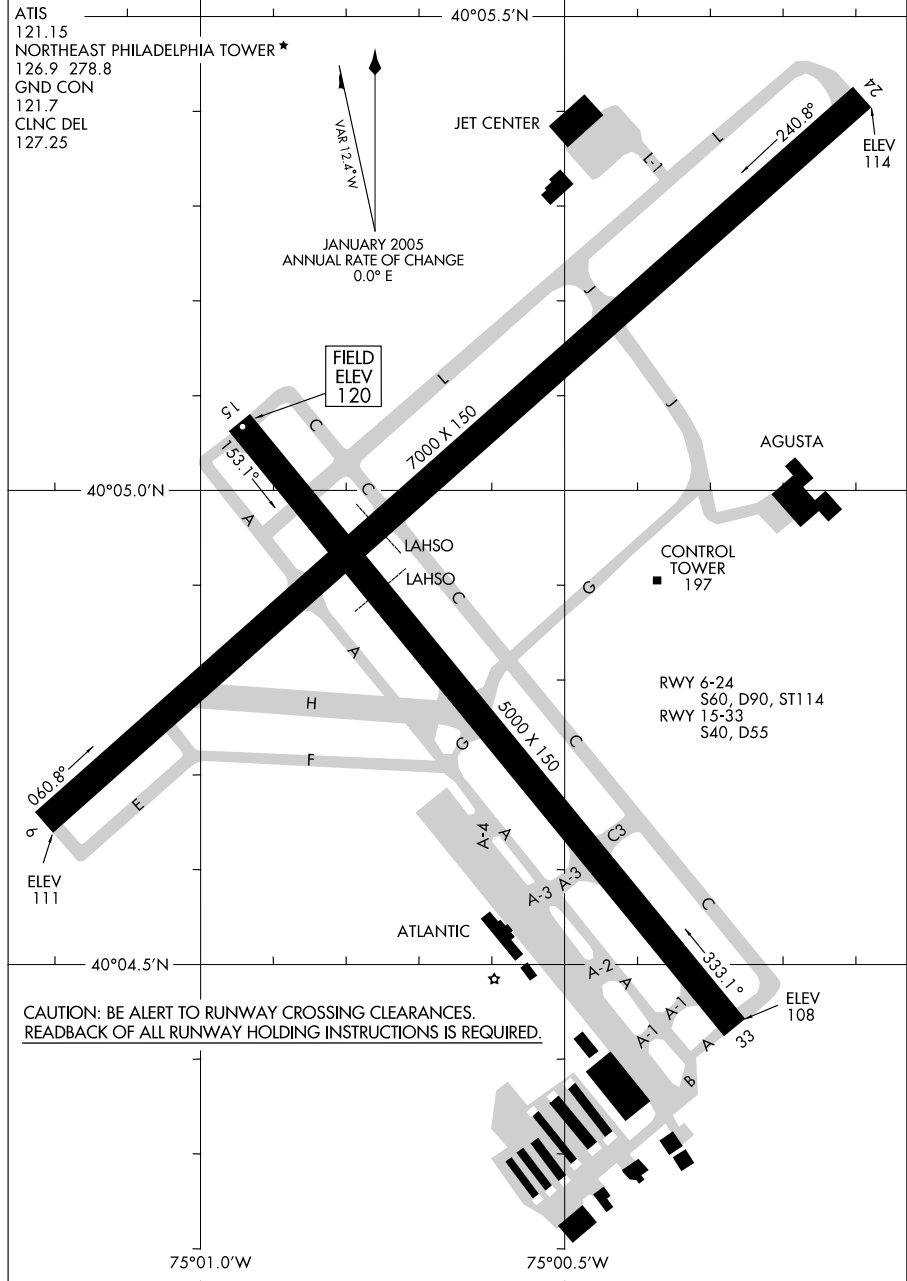 ATIS
121.15
NORTHEAST PHILADELPHIA TOWER ★
126.9 278.8
GND CON
121.7
CLNC DEL
127.25
40°05.5'N
VAR 12.4°W
JANUARY 2005
ANNUAL RATE OF CHANGE
0.0° E
JET CENTER
L-1
L
240.8°
24
ELEV
114
J
FIELD
ELEV
120
L
15
C
153.1°
7000 X 150
J
AGUSTA
40°05.0'N
C
A
LAHSO
LAHSO
CONTROL
TOWER
197
C
G
A
RWY 6-24
S60, D90, ST114
RWY 15-33
S40, D55
H
5000 X 150
C
G
F
060.8°
E
6
ELEV
111
A-4
A
C3
A-3
A-3
C
ATLANTIC
40°04.5'N
A-2
A
333.1°
ELEV
108
A-1
A-1
A
33
B
CAUTION: BE ALERT TO RUNWAY CROSSING CLEARANCES.
READBACK OF ALL RUNWAY HOLDING INSTRUCTIONS IS REQUIRED.
75°01.0'W
75°00.5'W